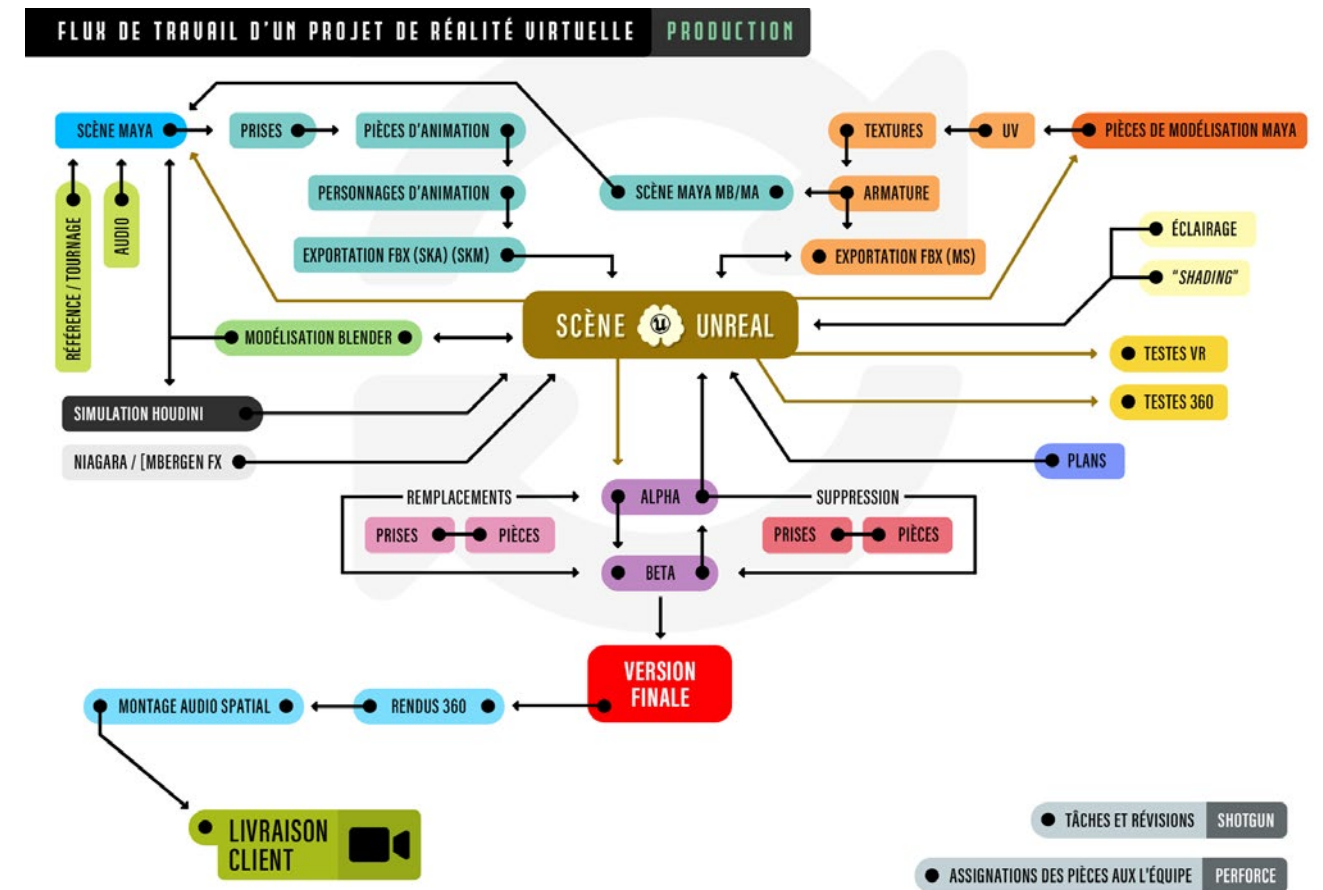 FLUX DE TRAVAIL D'UN PROJET DE RÉALITÉ VIRTUELLE PRODUCTION
SCÈNE MAYA
PRISES
PIÈCES D'ANIMATION
TEXTURES
UV
PIÈCES DE MODÉLISATION MAYA
RÉFÉRENCE / TOURNAGE
AUDIO
PERSONNAGES D'ANIMATION
SCÈNE MAYA MB/MA
ARMATURE
EXPORTATION FBX (SKA) (SKM)
EXPORTATION FBX (MS)
ÉCLAIRAGE
"SHADING"
SCÈNE UNREAL
MODÉLISATION BLENDER
TESTES VR
TESTES 360
SIMULATION HOUDINI
NIAGARA / [MBERGEN FX
PLANS
REMPLACEMENTS
ALPHA
SUPPRESSION
PRISES
PIÈCES
PRISES
PIÈCES
BETA
VERSION
FINALE
MONTAGE AUDIO SPATIAL
RENDUS 360
LIVRAISON
CLIENT
TÂCHES ET RÉVISIONS SHOTGUN
ASSIGNATIONS DES PIÈCES AUX L'ÉQUIPE PERFORCE